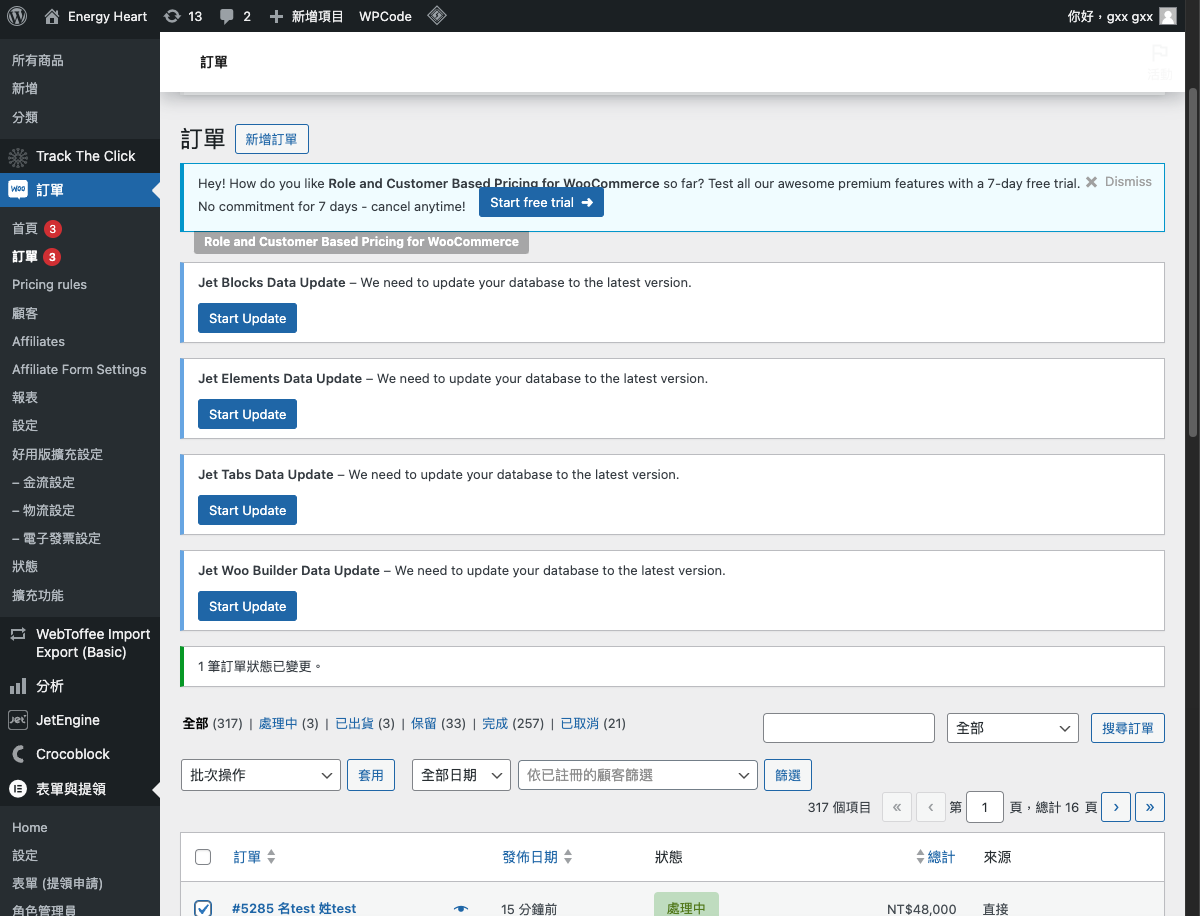 Energy Heart 13 2 新增項目 WPCode 你好，gxx gxx
所有商品
新增
分類
Track The Click
woo 訂單
首頁 3
訂單 3
Pricing rules
顧客
Affiliates
Affiliate Form Settings
報表
設定
好用版擴充設定
– 金流設定
– 物流設定
– 電子發票設定
狀態
擴充功能
WebToffee Import
Export (Basic)
分析
Jet JetEngine
Crocoblock
表單與提領
Home
設定
表單 (提領申請)
角色管理員
訂單
活動
訂單 新增訂單
Hey! How do you like Role and Customer Based Pricing for WooCommerce so far? Test all our awesome premium features with a 7-day free trial.
Dismiss
No commitment for 7 days - cancel anytime! Start free trial ➜
Role and Customer Based Pricing for WooCommerce
Jet Blocks Data Update – We need to update your database to the latest version.
Start Update
Jet Elements Data Update – We need to update your database to the latest version.
Start Update
Jet Tabs Data Update – We need to update your database to the latest version.
Start Update
Jet Woo Builder Data Update – We need to update your database to the latest version.
Start Update
1 筆訂單狀態已變更。
全部 (317) | 處理中 (3) | 已出貨 (3) | 保留 (33) | 完成 (257) | 已取消 (21)
全部 搜尋訂單
批次操作 套用 全部日期 依已註冊的顧客篩選 篩選
317 個項目 « ‹ 第 1 頁，總計 16 頁 › »
訂單 發佈日期 狀態 總計 來源
#5285 名test 姓test 15 分鐘前 處理中 NT$48,000 直接